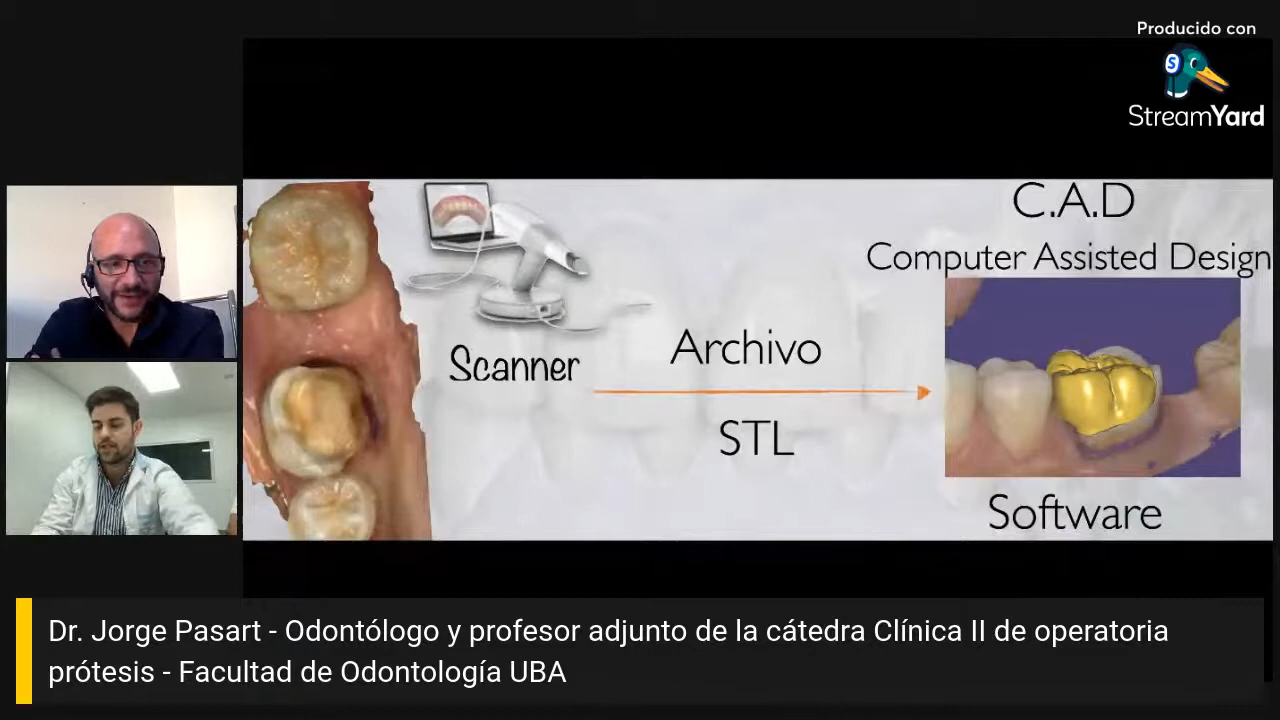 Producido con
StreamYard
C.A.D
Computer Assisted Design
Scanner
Archivo
STL
Software
Dr. Jorge Pasart - Odontólogo y profesor adjunto de la cátedra Clínica II de operatoria
prótesis - Facultad de Odontología UBA